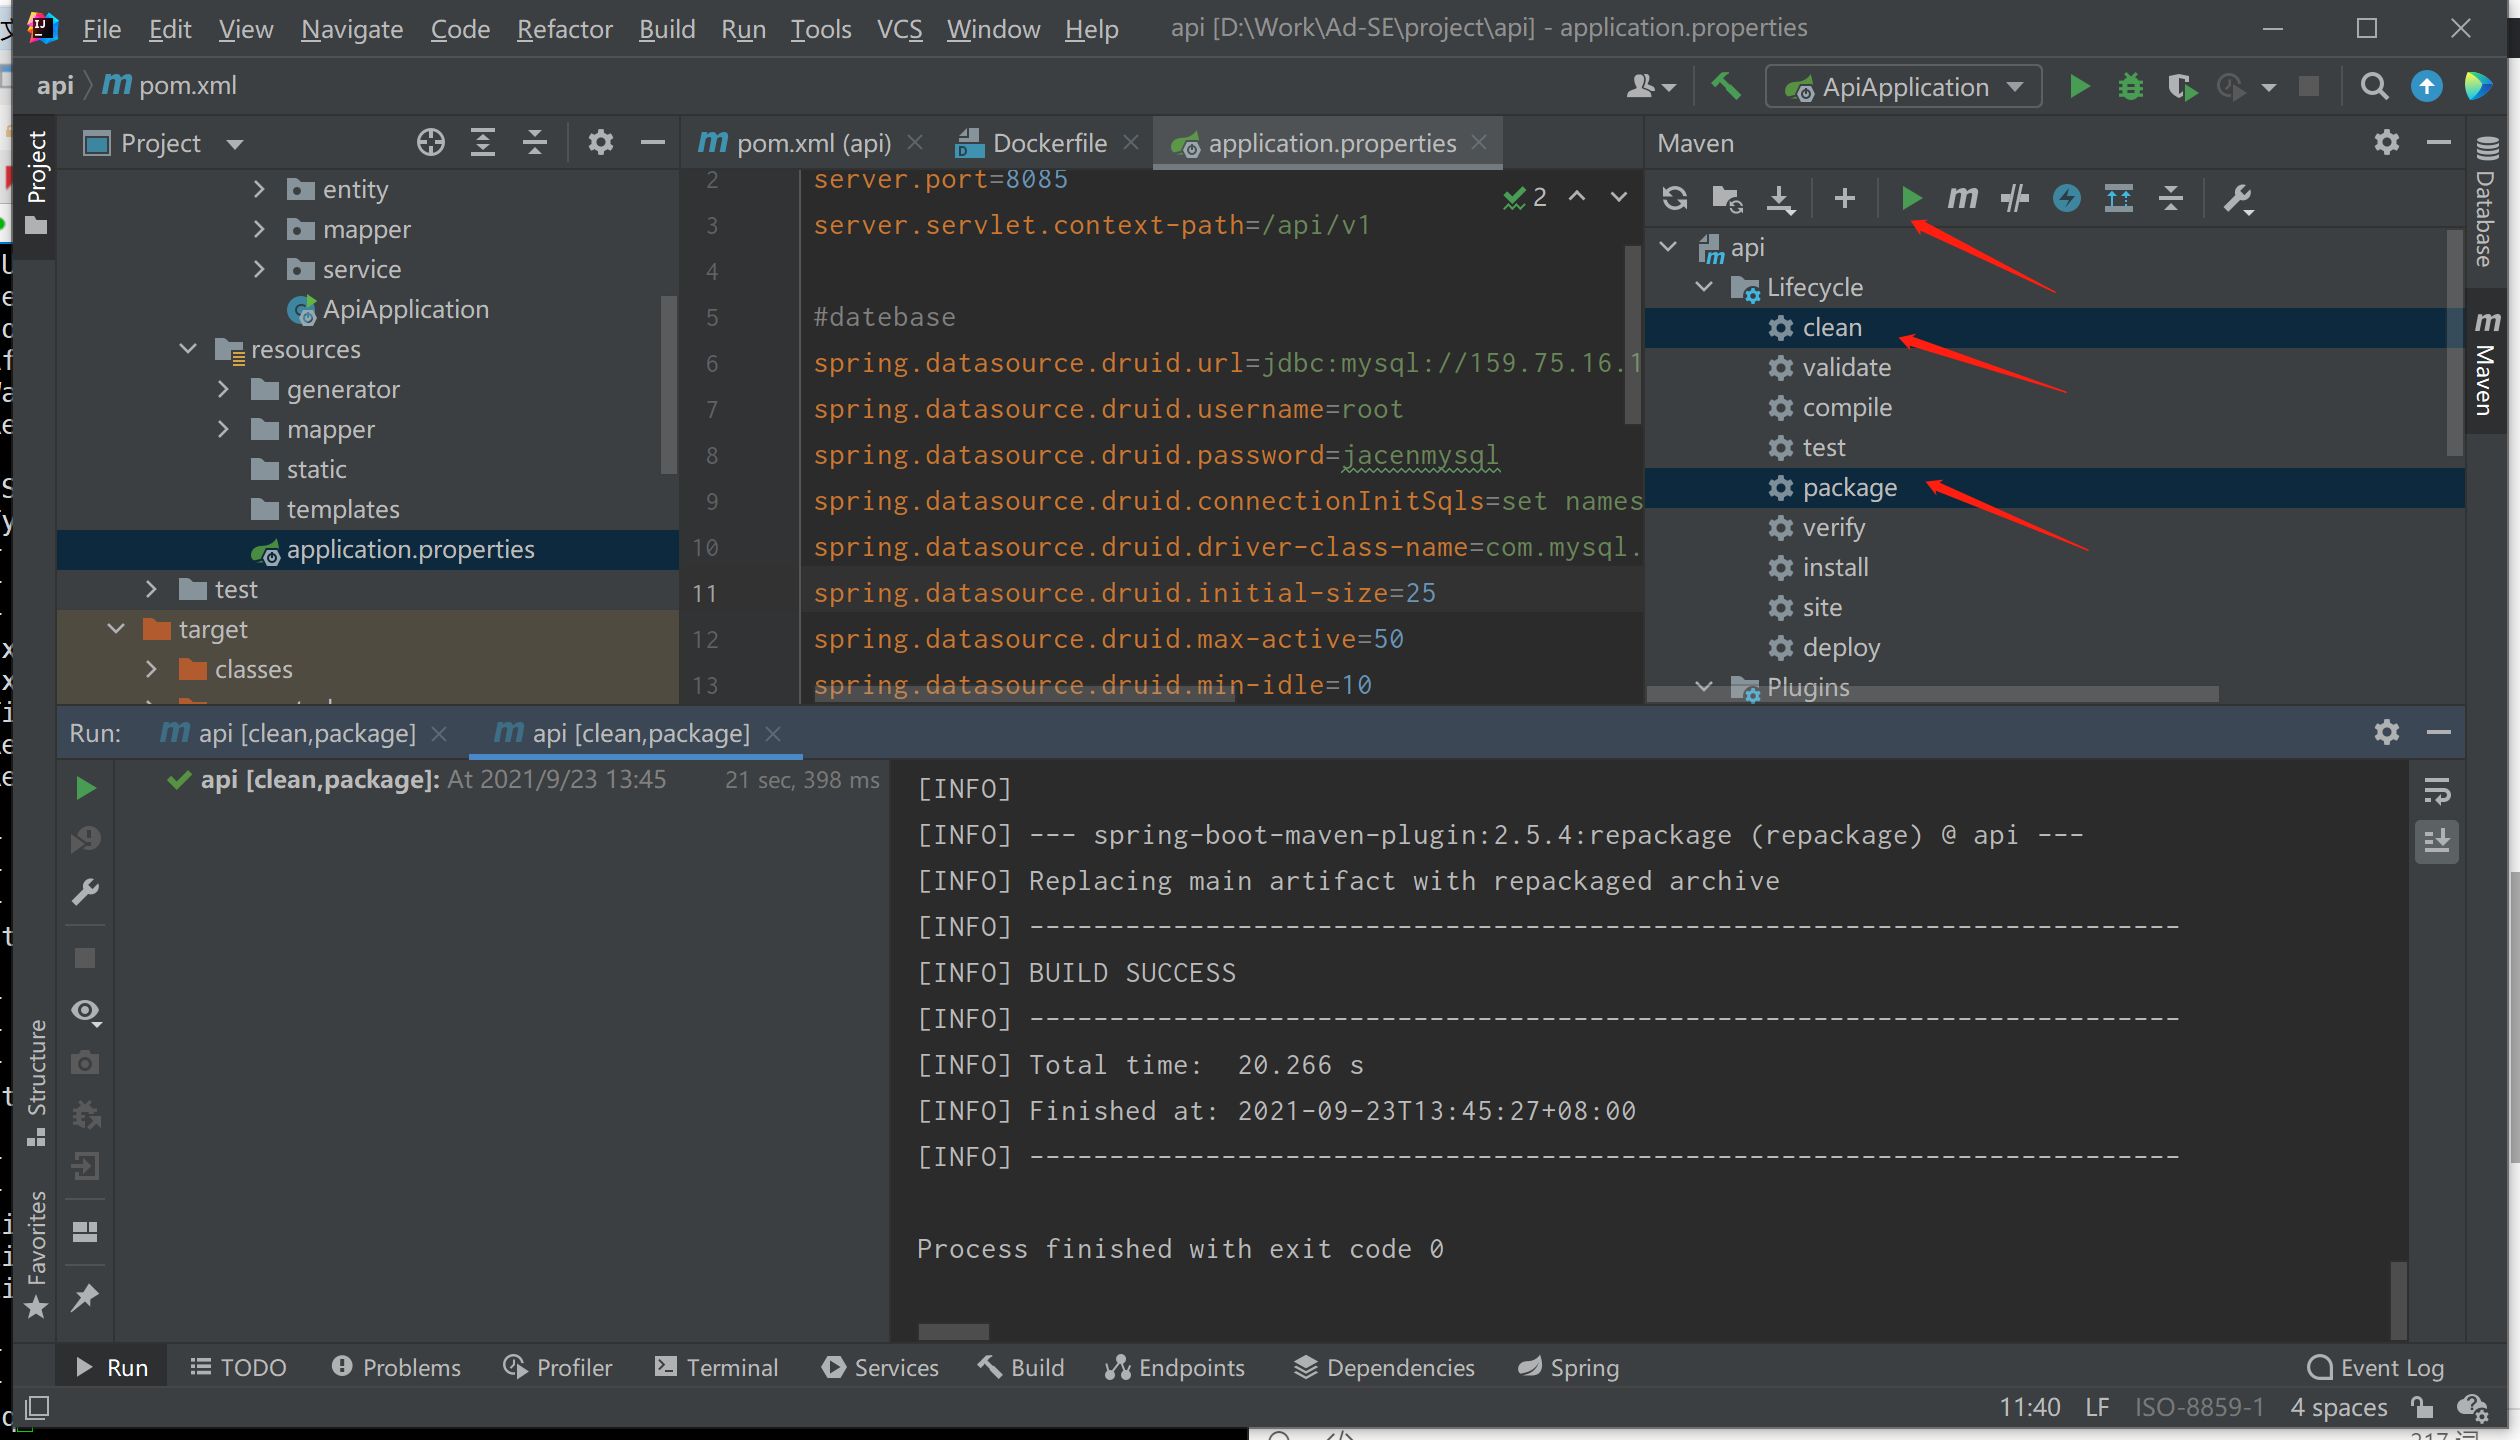 File Edit View Navigate Code Refactor Build Run Tools VCS Window Help api [D:\Work\Ad-SE\project\api] - application.properties
api pom.xml ApiApplication
Project
Project
pom.xml (api) Dockerfile application.properties
Maven
Database
Maven
entity
mapper
service
ApiApplication
resources
generator
mapper
static
templates
application.properties
test
target
classes
2 server.port=8085
3 server.servlet.context-path=/api/v1
4
5 #datebase
6 spring.datasource.druid.url=jdbc:mysql://159.75.16.1
7 spring.datasource.druid.username=root
8 spring.datasource.druid.password=jacenmysql
9 spring.datasource.druid.connectionInitSqls=set names
10 spring.datasource.druid.driver-class-name=com.mysql.
11 spring.datasource.druid.initial-size=25
12 spring.datasource.druid.max-active=50
13 spring.datasource.druid.min-idle=10
2
api
Lifecycle
clean
validate
compile
test
package
verify
install
site
deploy
Plugins
Run: api [clean,package] api [clean,package]
api [clean,package]: At 2021/9/23 13:45 21 sec, 398 ms
[INFO]
[INFO] --- spring-boot-maven-plugin:2.5.4:repackage (repackage) @ api ---
[INFO] Replacing main artifact with repackaged archive
[INFO] ------------------------------------------------------------------------
[INFO] BUILD SUCCESS
[INFO] ------------------------------------------------------------------------
[INFO] Total time:  20.266 s
[INFO] Finished at: 2021-09-23T13:45:27+08:00
[INFO] ------------------------------------------------------------------------
Process finished with exit code 0
Structure
Favorites
Run TODO Problems Profiler Terminal Services Build Endpoints Dependencies Spring Event Log
11:40 LF ISO-8859-1 4 spaces